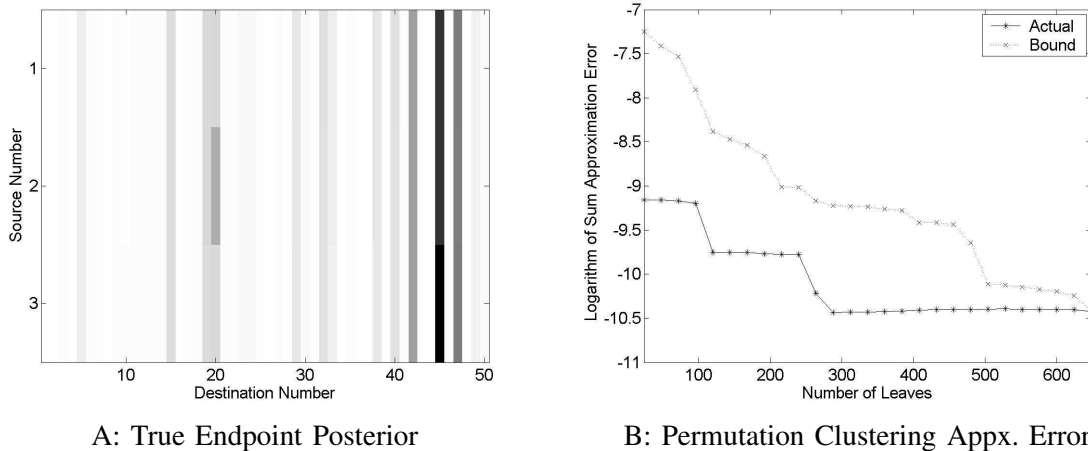 Source Number
1
2
3
10
20
30
40
50
Destination Number
A: True Endpoint Posterior
Logarithm of Sum Approximation Error
-7
-7.5
-8
-8.5
-9
-9.5
-10
-10.5
-11
Actual
Bound
100
200
300
400
500
600
Number of Leaves
B: Permutation Clustering Appx. Error